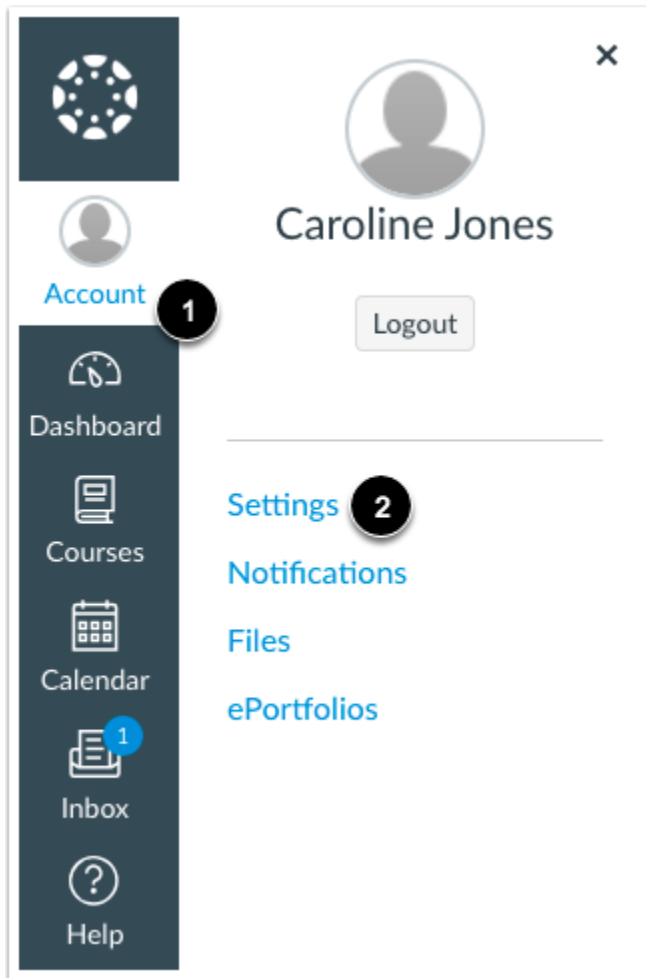 ×
Caroline Jones
Account
1
Logout
Dashboard
Settings 2
Courses
Notifications
Files
Calendar
ePortfolios
1
Inbox
?
Help